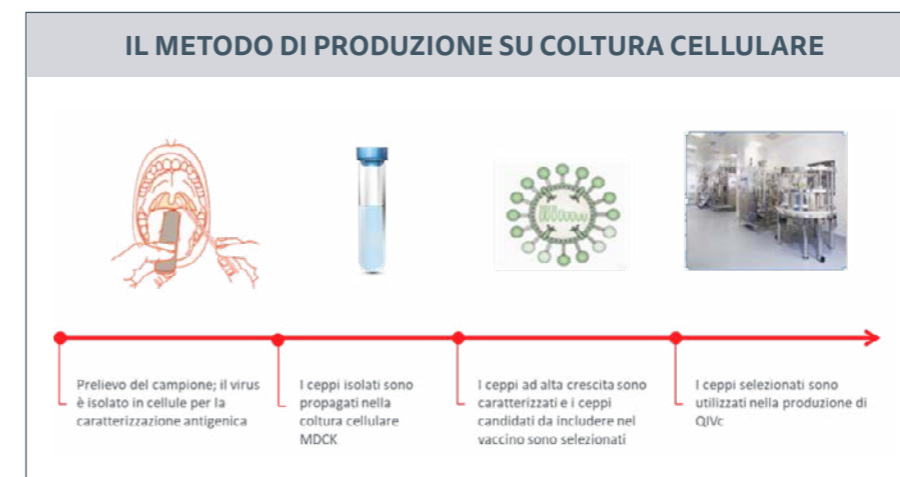 IL METODO DI PRODUZIONE SU COLTURA CELLULARE
Prelievo del campione; il virus
è isolato in cellule per la
caratterizzazione antigenica
I ceppi isolati sono
propagati nella
coltura cellulare
MDCK
I ceppi ad alta crescita sono
caratterizzati e i ceppi
candidati da includere nel
vaccino sono selezionati
I ceppi selezionati sono
utilizzati nella produzione di
QIVc